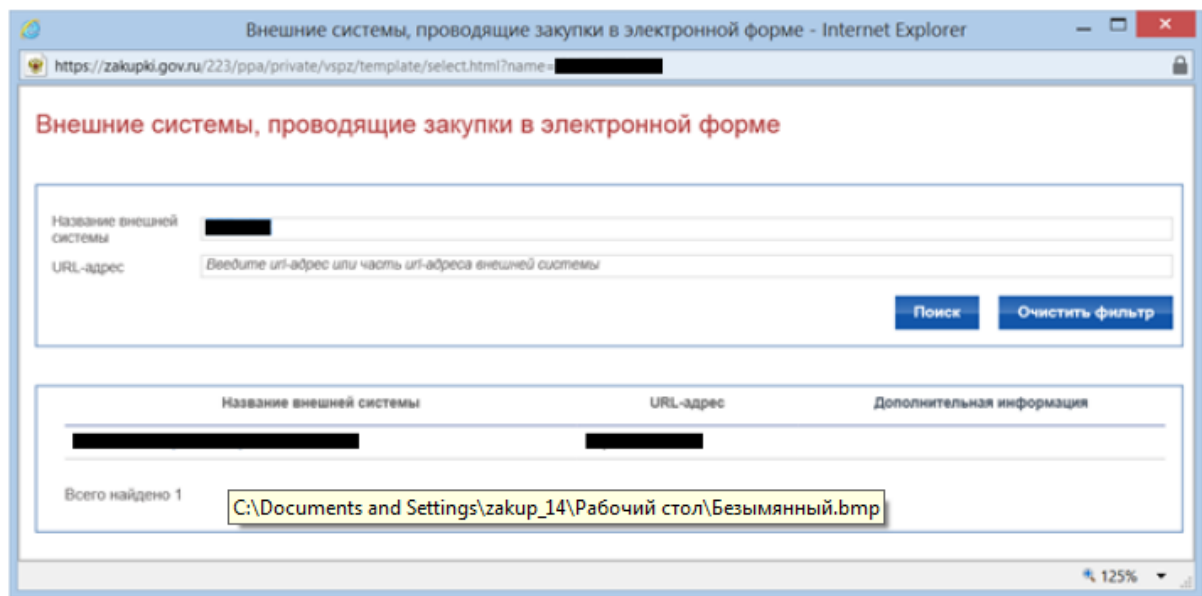 Внешние системы, проводящие закупки в электронной форме - Internet Explorer
https://zakupki.gov.ru/223/ppa/private/vspz/template/select.html?name=
Внешние системы, проводящие закупки в электронной форме
Название внешней
системы
URL-адрес
Введите url-адрес или часть url-адреса внешней системы
Поиск
Очистить фильтр
Название внешней системы
URL-адрес
Дополнительная информация
Всего найдено 1
C:\Documents and Settings\zakup_14\Рабочий стол\Безымянный.bmp
125%